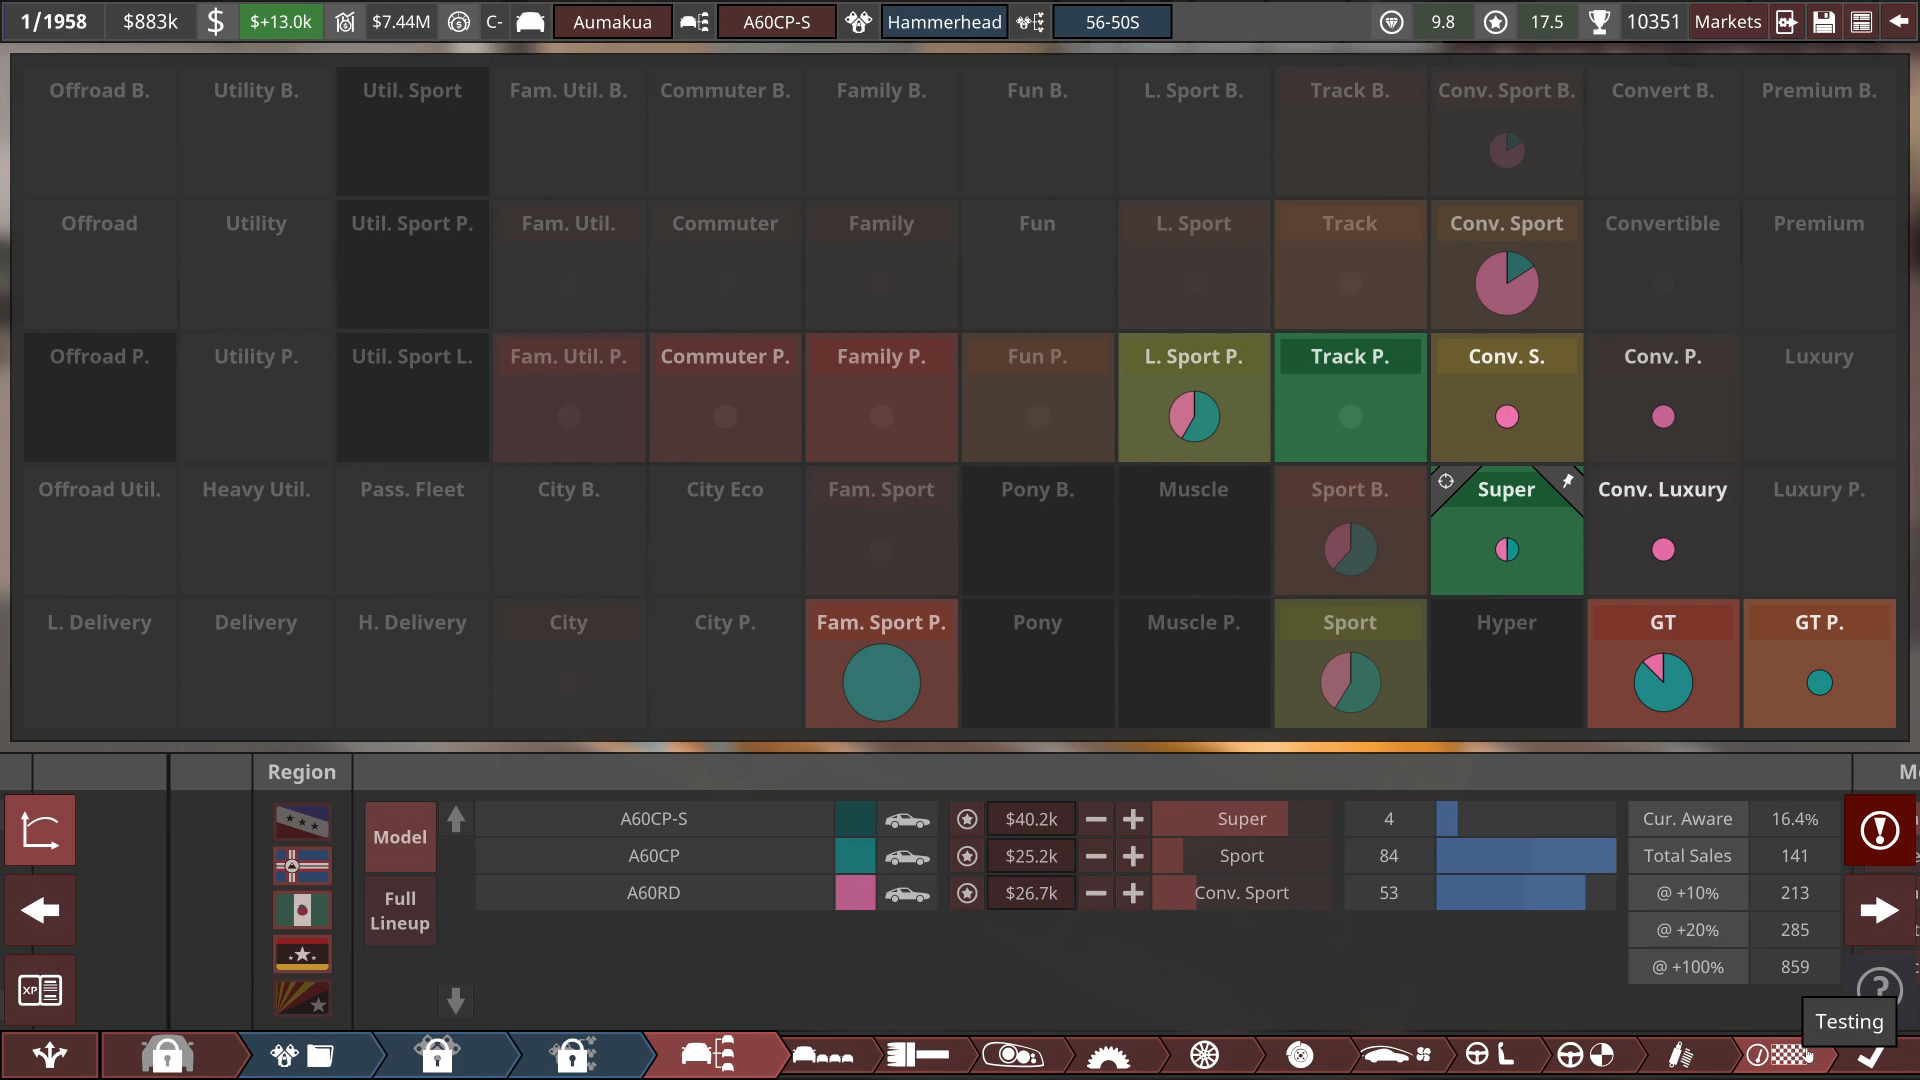 1/1958 $883k $ $+13.0k $7.44M C- Aumakua A60CP-S Hammerhead 56-50S 9.8 17.5 10351 Markets
Offroad B. Utility B. Util. Sport Fam. Util. B. Commuter B. Family B. Fun B. L. Sport B. Track B. Conv. Sport B. Convert B. Premium B.
Offroad Utility Util. Sport P. Fam. Util. Commuter Family Fun L. Sport Track Conv. Sport Convertible Premium
Offroad P. Utility P. Util. Sport L. Fam. Util. P. Commuter P. Family P. Fun P. L. Sport P. Track P. Conv. S. Conv. P. Luxury
Offroad Util. Heavy Util. Pass. Fleet City B. City Eco Fam. Sport Pony B. Muscle Sport B. Super Conv. Luxury Luxury P.
L. Delivery Delivery H. Delivery City City P. Fam. Sport P. Pony Muscle P. Sport Hyper GT GT P.
Region
Model
Full
Lineup
A60CP-S $40.2k Super 4
A60CP $25.2k Sport 84
A60RD $26.7k Conv. Sport 53
Cur. Aware 16.4%
Total Sales 141
@ +10% 213
@ +20% 285
@ +100% 859
XP
?
Testing